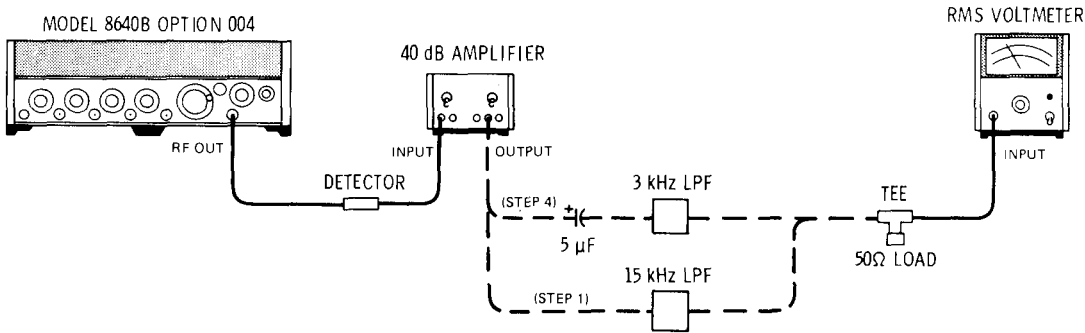 MODEL 8640B OPTION 004
RMS VOLTMETER
40 dB AMPLIFIER
RF OUT
INPUT
OUTPUT
INPUT
DETECTOR
3 kHz LPF
TEE
(STEP 4)
+
5 µF
50Ω LOAD
15 kHz LPF
(STEP 1)